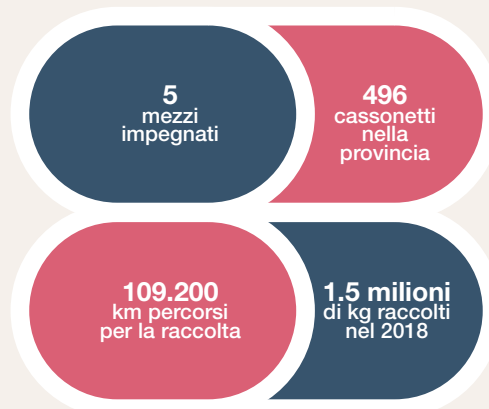 5
mezzi
impegnati
496
cassonetti
nella
provincia
109.200
km percorsi
per la raccolta
1.5 milioni
di kg raccolti
nel 2018